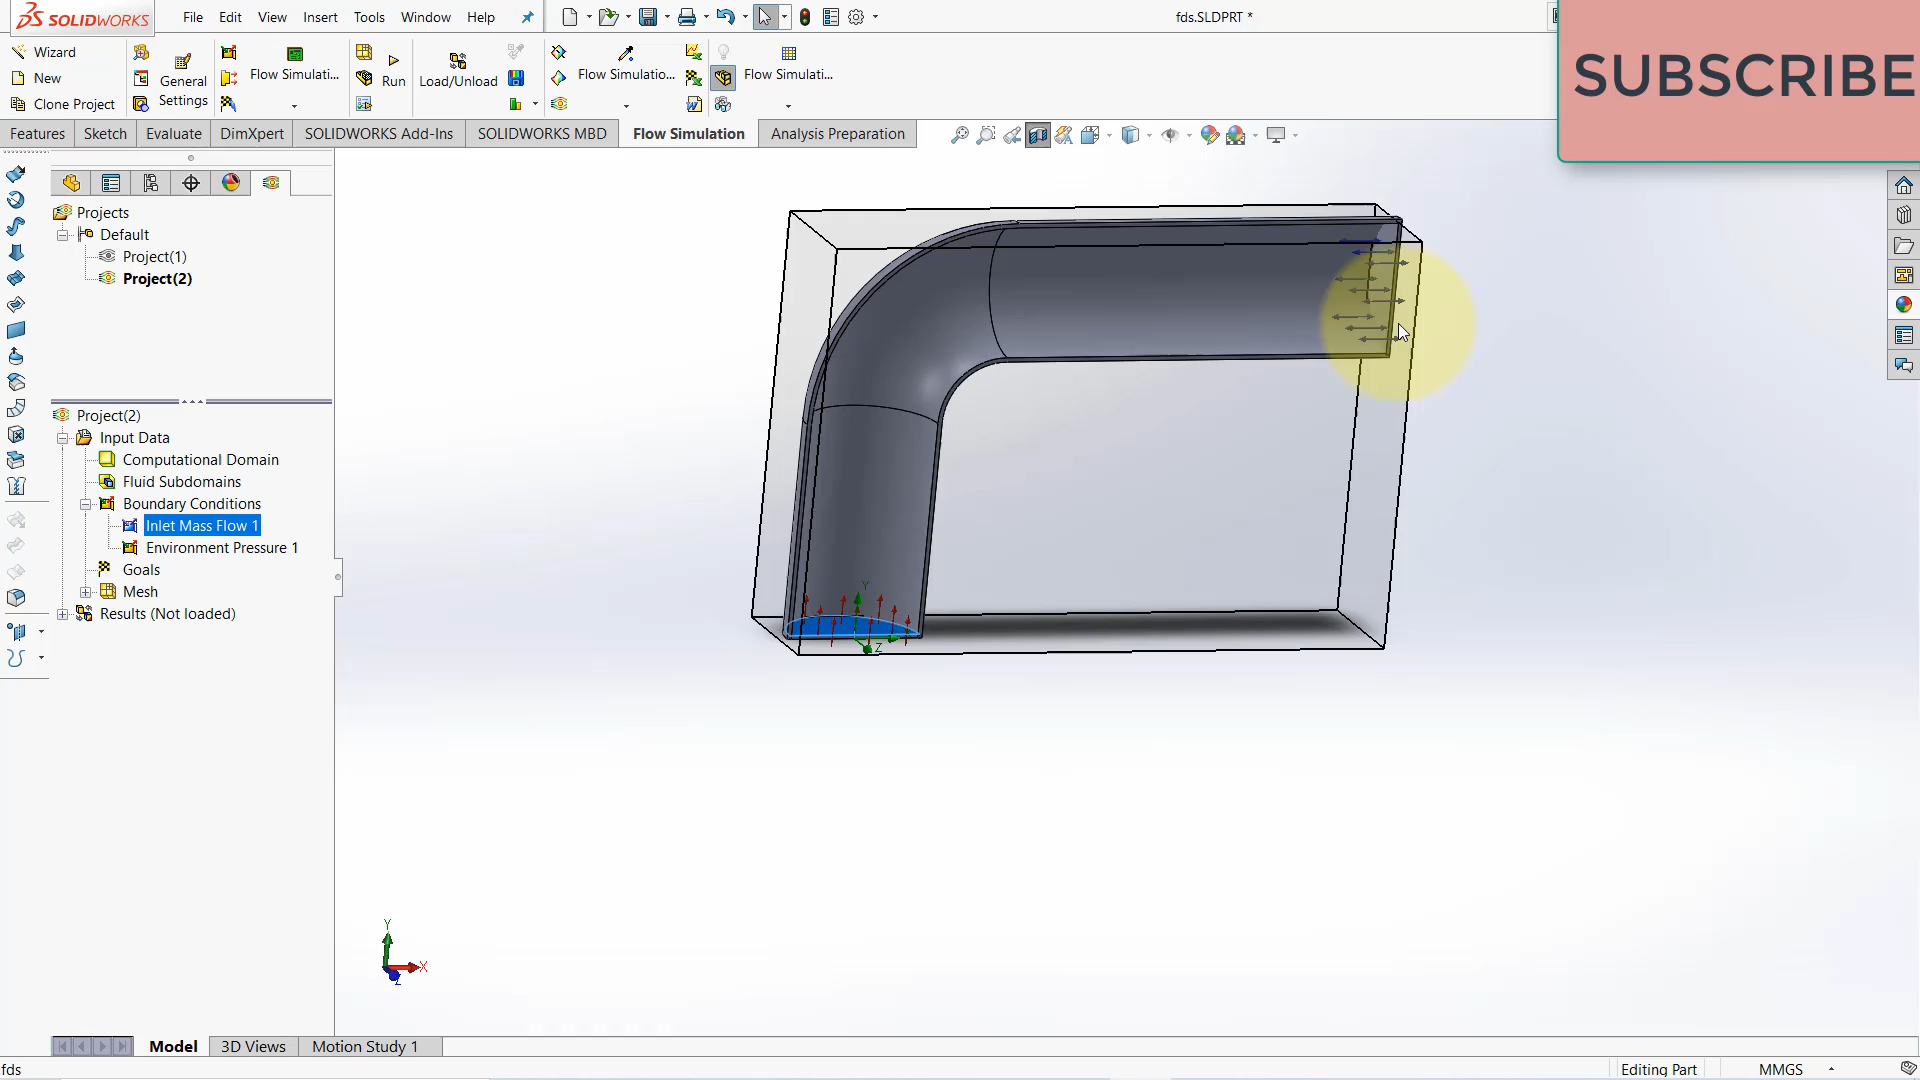 SOLIDWORKS
File Edit View Insert Tools Window Help
fds.SLDPRT *
SUBSCRIBE
Wizard
New
Clone Project
General
Settings
Flow Simulati...
Run
Load/Unload
Flow Simulatio...
Flow Simulati...
Features Sketch Evaluate DimXpert SOLIDWORKS Add-Ins SOLIDWORKS MBD Flow Simulation Analysis Preparation
Projects
Default
Project(1)
Project(2)
Project(2)
Input Data
Computational Domain
Fluid Subdomains
Boundary Conditions
Inlet Mass Flow 1
Environment Pressure 1
Goals
Mesh
Results (Not loaded)
Y
Z
Y
X
Z
Model 3D Views Motion Study 1
fds
Editing Part
MMGS